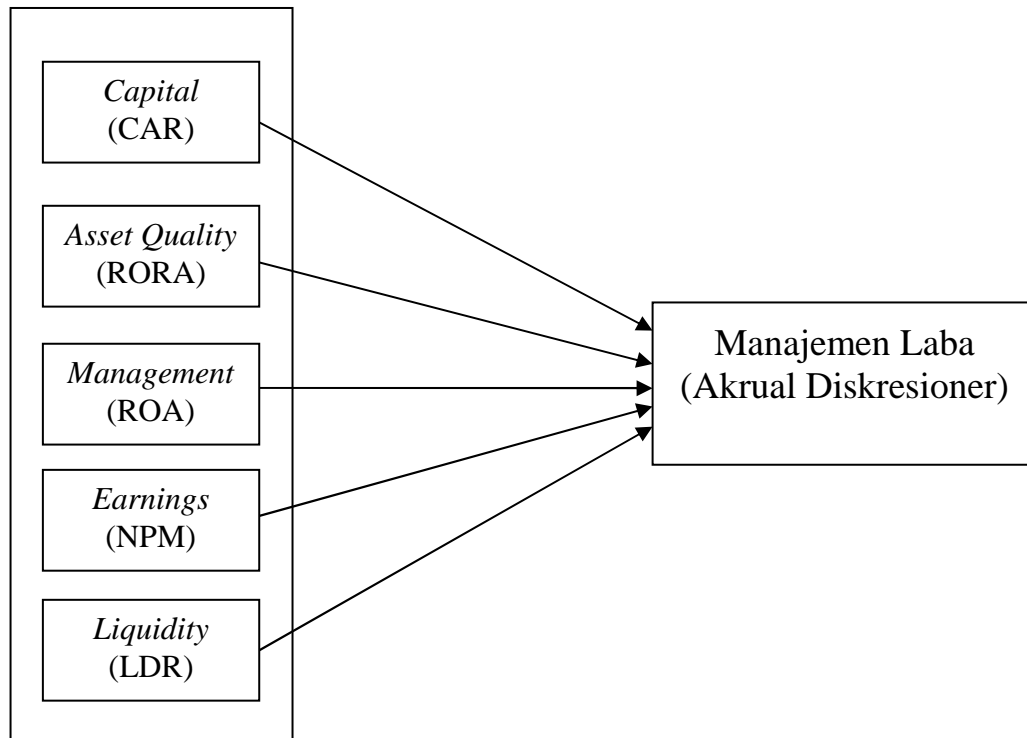 Capital
(CAR)
Asset Quality
(RORA)
Management
(ROA)
Earnings
(NPM)
Liquidity
(LDR)
Manajemen Laba
(Akrual Diskresioner)